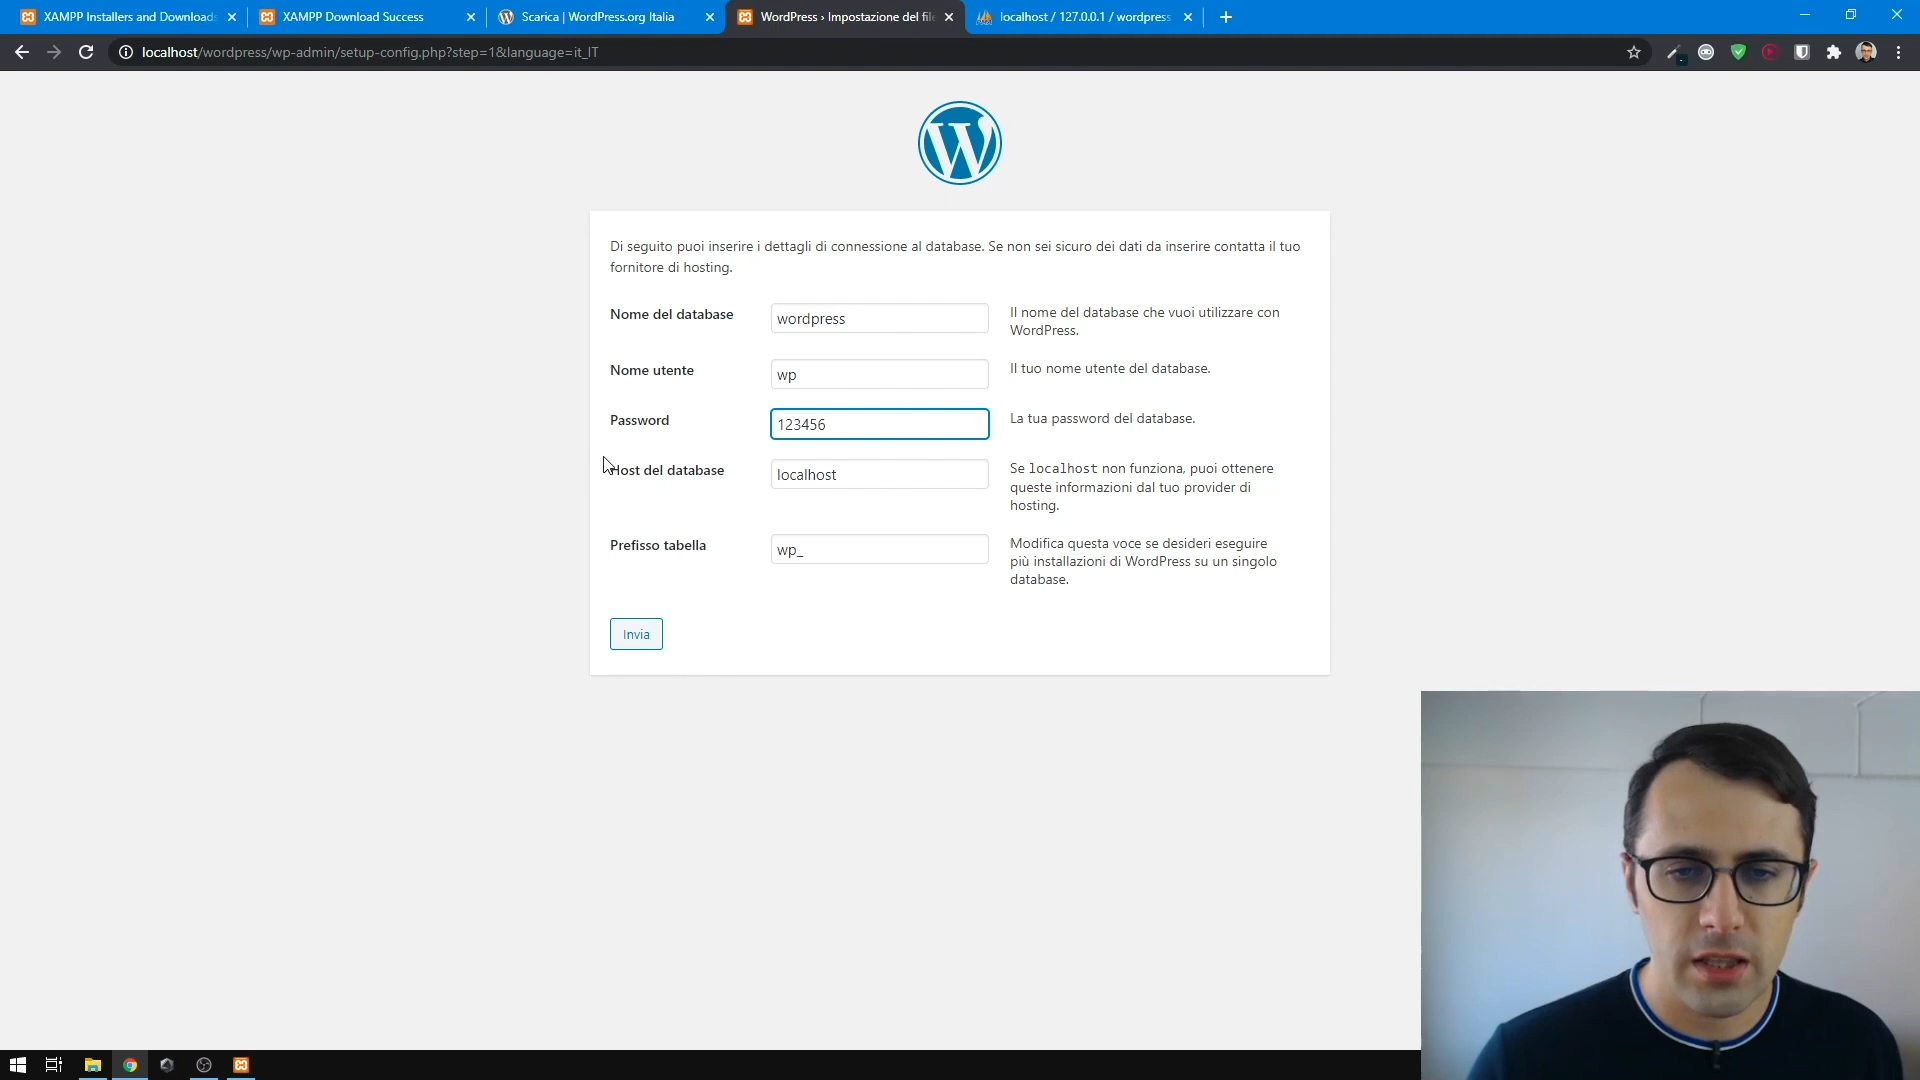 XAMPP Installers and Downloads
XAMPP Download Success
Scarica | WordPress.org Italia
WordPress › Impostazione del file
localhost / 127.0.0.1 / wordpress
localhost/wordpress/wp-admin/setup-config.php?step=1&language=it_IT
Di seguito puoi inserire i dettagli di connessione al database. Se non sei sicuro dei dati da inserire contatta il tuo
fornitore di hosting.
Nome del database
wordpress
Il nome del database che vuoi utilizzare con
WordPress.
Nome utente
wp
Il tuo nome utente del database.
Password
123456
La tua password del database.
Host del database
localhost
Se localhost non funziona, puoi ottenere
queste informazioni dal tuo provider di
hosting.
Prefisso tabella
wp_
Modifica questa voce se desideri eseguire
più installazioni di WordPress su un singolo
database.
Invia